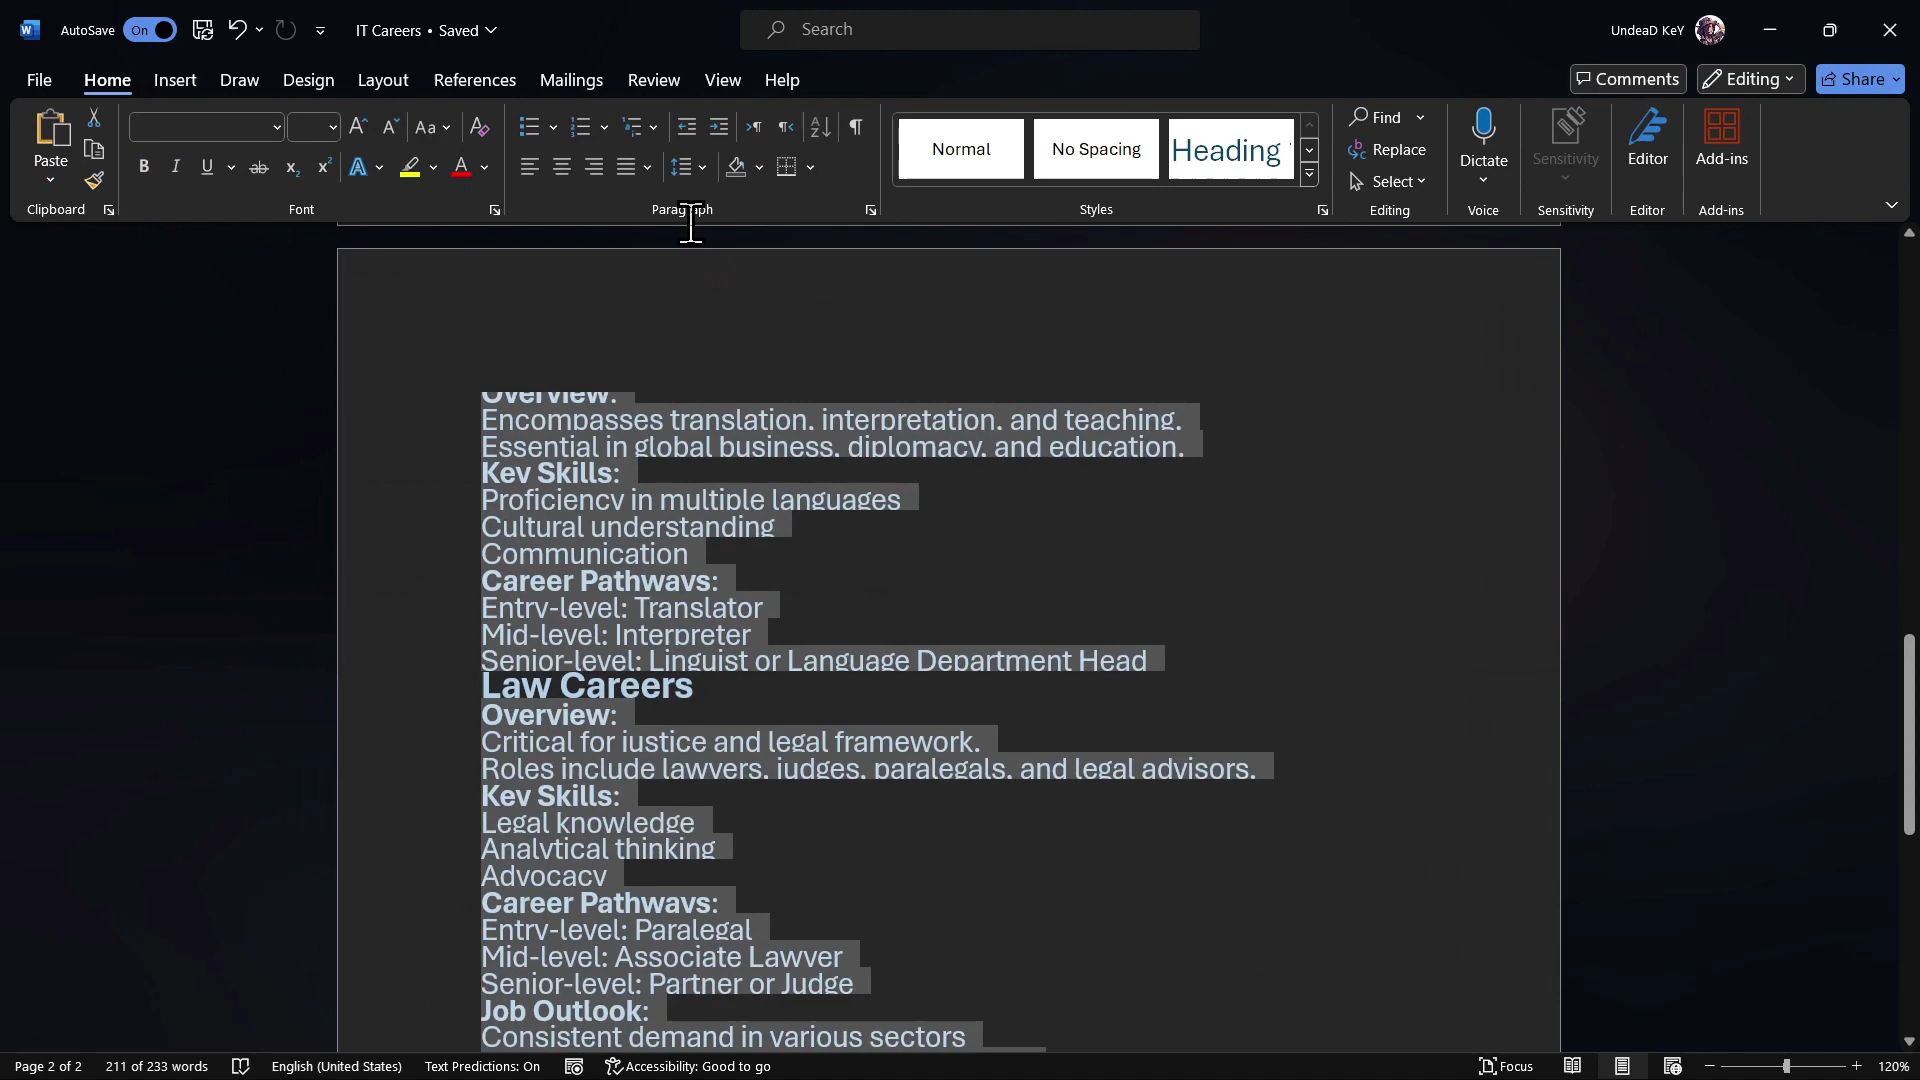 AutoSave On IT Careers • Saved Search UndeaD KeY
File Home Insert Draw Design Layout References Mailings Review View Help Comments Editing Share
Paste
Clipboard
Aa
B I U ab x₂ x² A A
Font
Paragraph
Normal No Spacing Heading
Styles
Find
Replace
Select
Editing
Dictate
Voice
Sensitivity
Sensitivity
Editor
Editor
Add-ins
Add-ins
Overview:
Encompasses translation, interpretation, and teaching.
Essential in global business, diplomacy, and education.
Key Skills:
Proficiency in multiple languages
Cultural understanding
Communication
Career Pathways:
Entry-level: Translator
Mid-level: Interpreter
Senior-level: Linguist or Language Department Head
Law Careers
Overview:
Critical for justice and legal framework.
Roles include lawyers, judges, paralegals, and legal advisors.
Key Skills:
Legal knowledge
Analytical thinking
Advocacy
Career Pathways:
Entry-level: Paralegal
Mid-level: Associate Lawyer
Senior-level: Partner or Judge
Job Outlook:
Consistent demand in various sectors
Page 2 of 2 211 of 233 words English (United States) Text Predictions: On Accessibility: Good to go Focus 120%